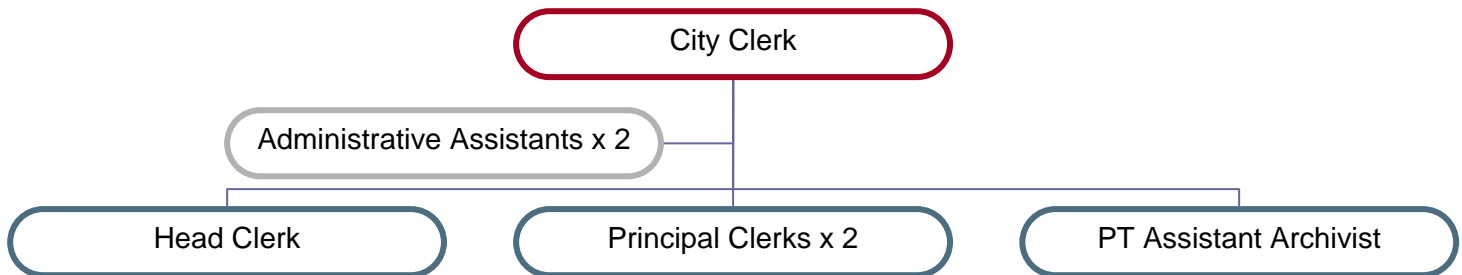 City Clerk
Administrative Assistants x 2
Head Clerk
Principal Clerks x 2
PT Assistant Archivist